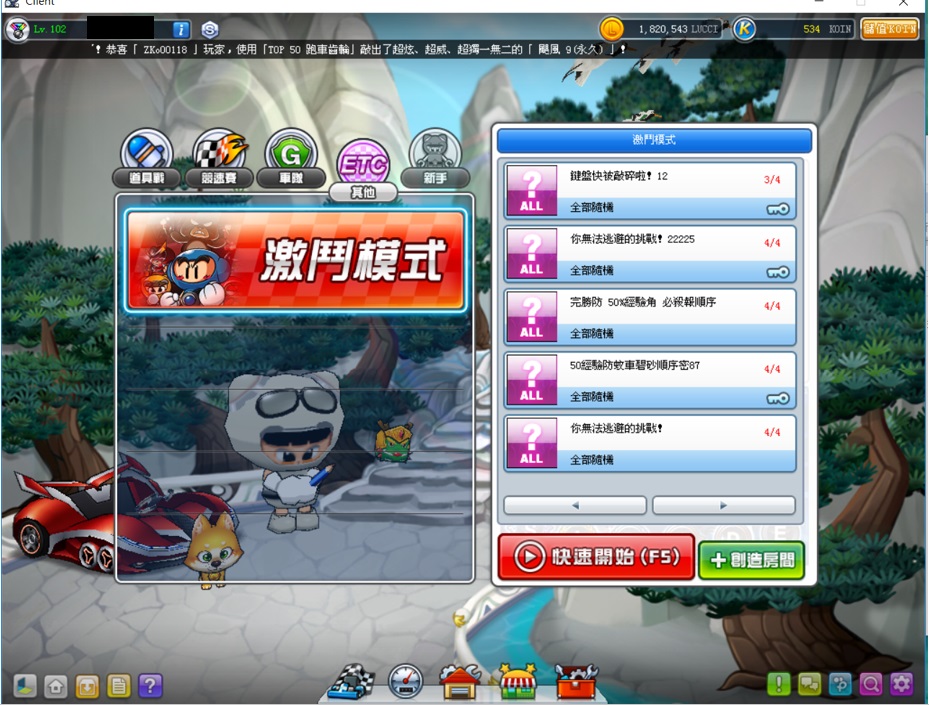 Client
Lv. 102
1,820,543 LUCCI
534 KOIN
儲值KOIN
'! 恭喜「 ZKo00118 」玩家，使用「TOP 50 跑車齒輪」敲出了超炫、超威、超獨一無二的「 颶風 9(永久) 」!
道具戰
競速賽
G
車隊
ETC
其他
新手
激鬥模式
激鬥模式
?
ALL
鍵盤快被敲碎啦! 12
3/4
全部隨機
?
ALL
你無法逃避的挑戰! 22225
4/4
全部隨機
?
ALL
完勝防 50%經驗角 必殺報順序
4/4
全部隨機
?
ALL
50經驗防蚊車碧砂順序密87
4/4
全部隨機
?
ALL
你無法逃避的挑戰!
4/4
全部隨機
快速開始 (F5)
+ 創造房間